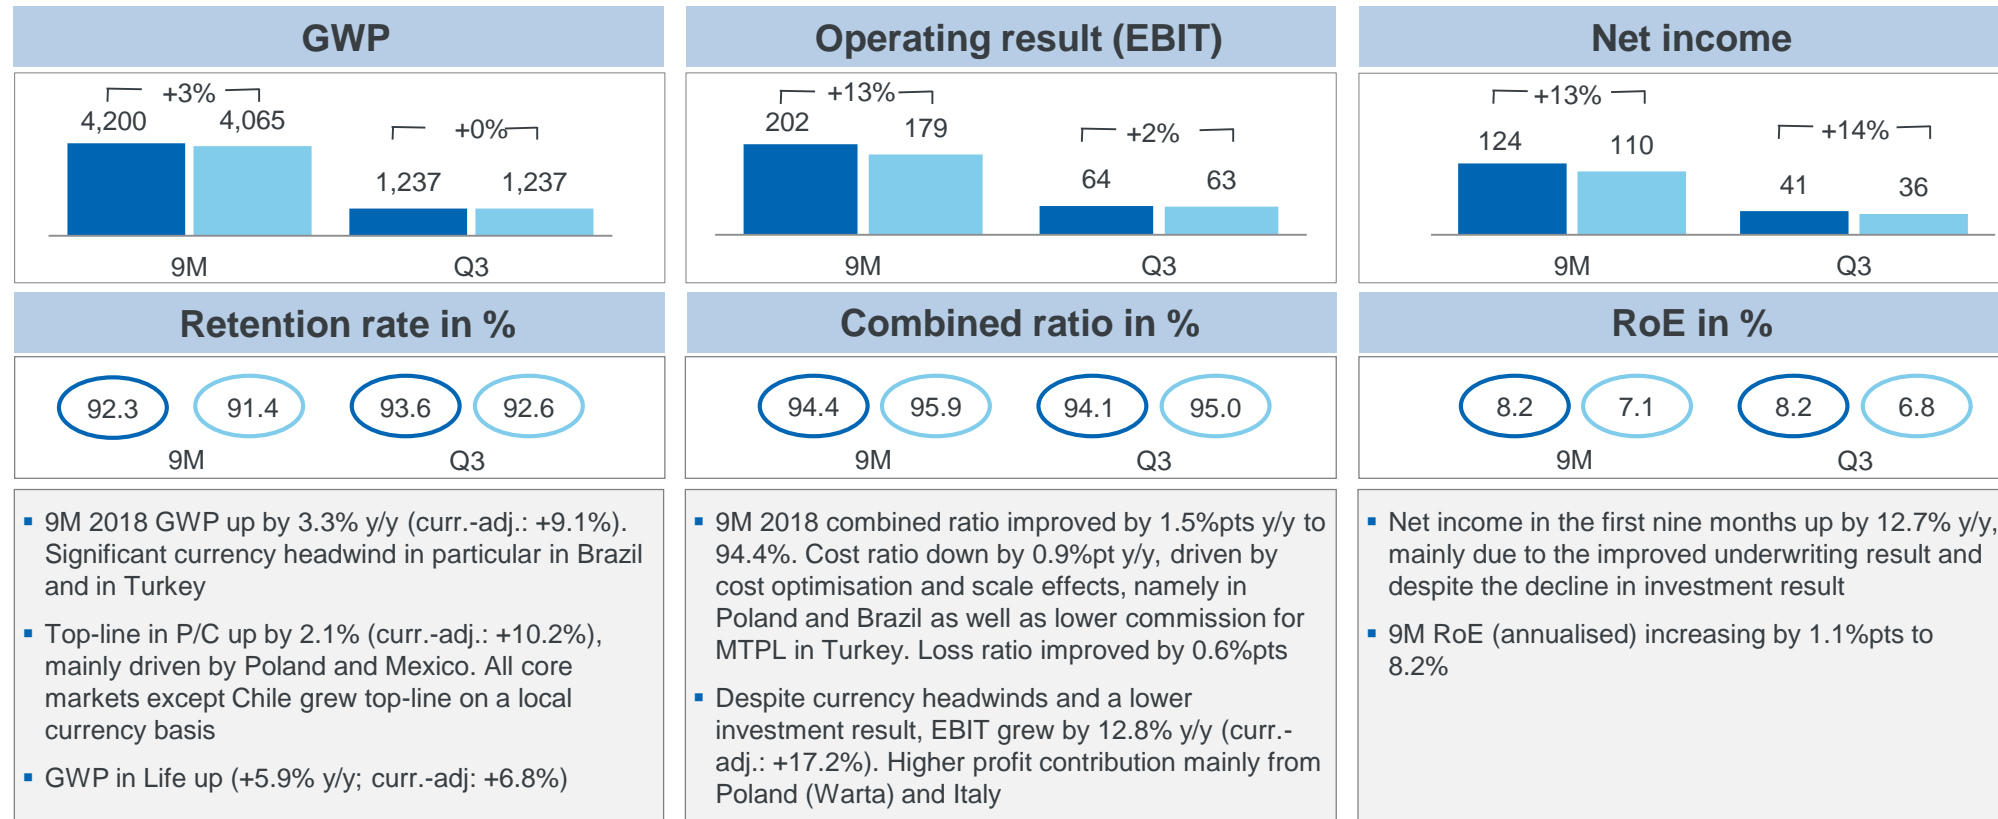 GWP
+3%
4,200
4,065
+0%
1,237
1,237
9M
Q3
Operating result (EBIT)
+13%
202
179
+2%
64
63
9M
Q3
Net income
+13%
124
110
+14%
41
36
9M
Q3
Retention rate in %
92.3
91.4
93.6
92.6
9M
Q3
Combined ratio in %
94.4
95.9
94.1
95.0
9M
Q3
RoE in %
8.2
7.1
8.2
6.8
9M
Q3
▪ 9M 2018 GWP up by 3.3% y/y (curr.-adj.: +9.1%).
Significant currency headwind in particular in Brazil
and in Turkey
▪ Top-line in P/C up by 2.1% (curr.-adj.: +10.2%),
mainly driven by Poland and Mexico. All core
markets except Chile grew top-line on a local
currency basis
▪ GWP in Life up (+5.9% y/y; curr.-adj: +6.8%)
▪ 9M 2018 combined ratio improved by 1.5%pts y/y to
94.4%. Cost ratio down by 0.9%pt y/y, driven by
cost optimisation and scale effects, namely in
Poland and Brazil as well as lower commission for
MTPL in Turkey. Loss ratio improved by 0.6%pts
▪ Despite currency headwinds and a lower
investment result, EBIT grew by 12.8% y/y (curr.-
adj.: +17.2%). Higher profit contribution mainly from
Poland (Warta) and Italy
▪ Net income in the first nine months up by 12.7% y/y,
mainly due to the improved underwriting result and
despite the decline in investment result
▪ 9M RoE (annualised) increasing by 1.1%pts to
8.2%